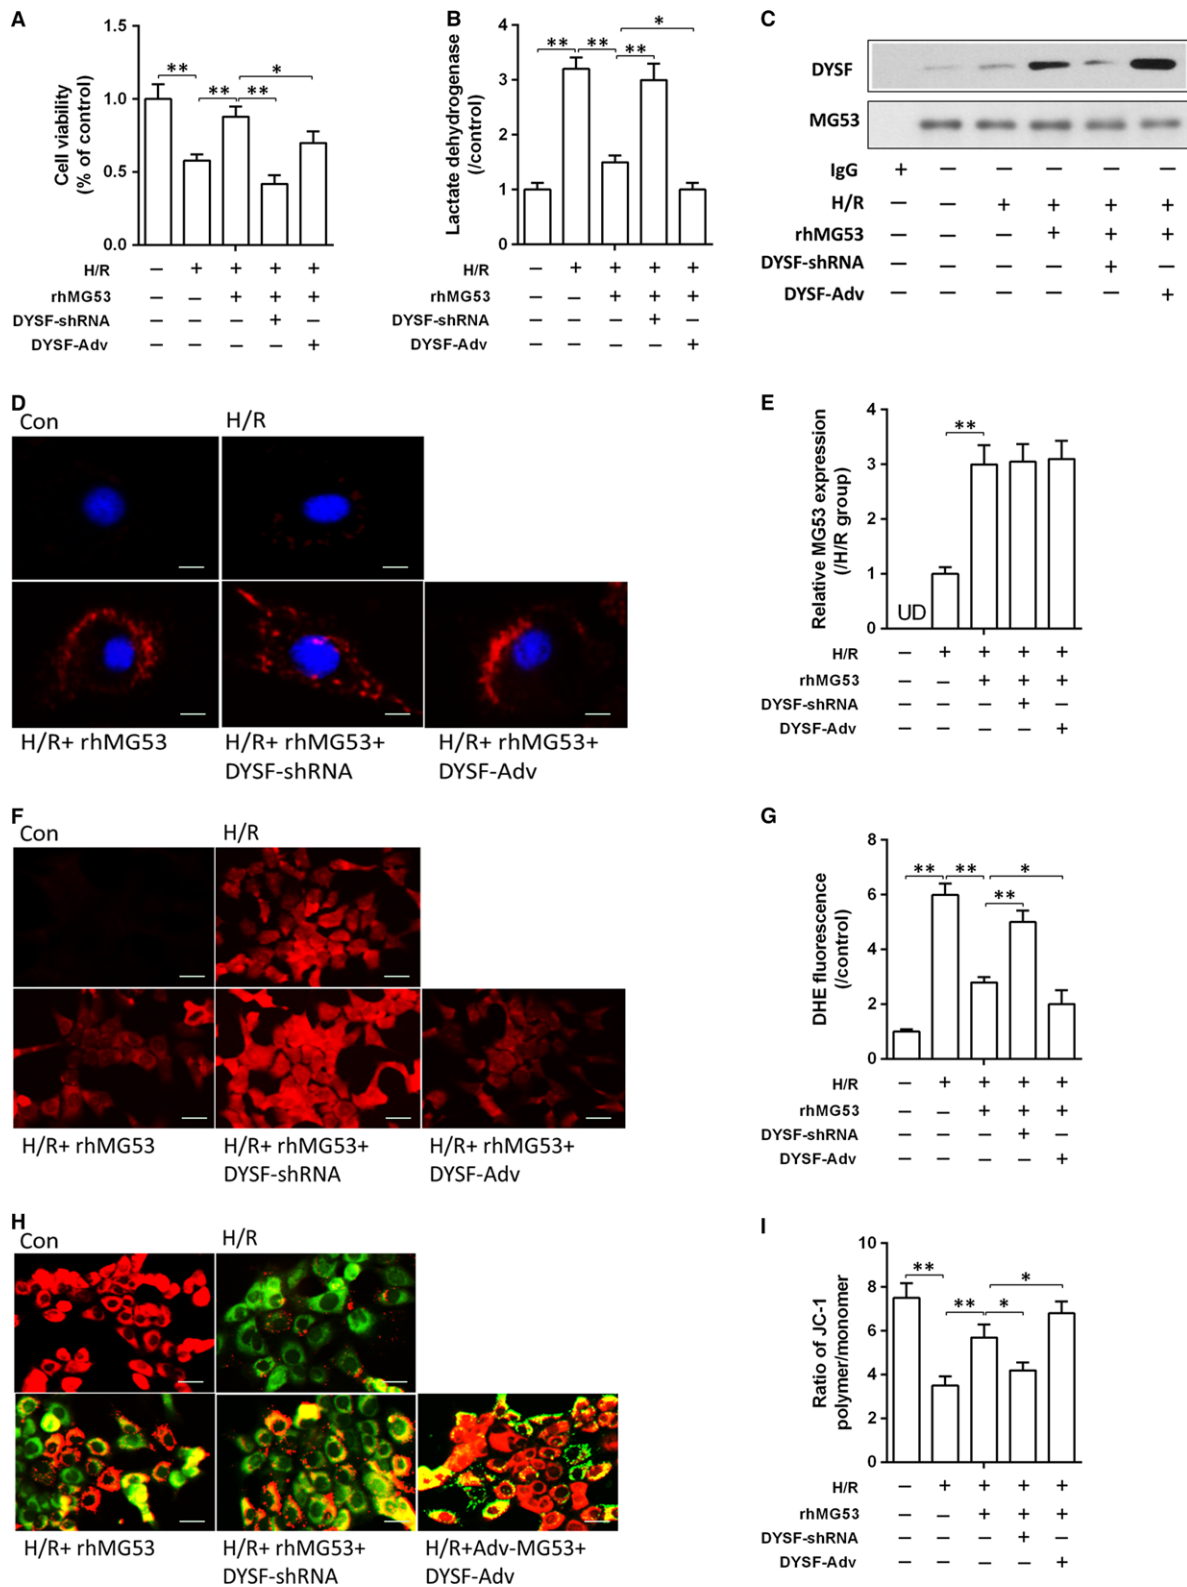 A
Cell viability
(% of control)
1.5
1.0
0.5
0.0
** ** ** *
H/R – + + + +
rhMG53 – – + + +
DYSF-shRNA – – – + –
DYSF-Adv – – – – +
B
Lactate dehydrogenase
(/control)
4
3
2
1
0
** ** ** *
H/R – + + + +
rhMG53 – – + + +
DYSF-shRNA – – – + –
DYSF-Adv – – – – +
C
DYSF
MG53
IgG + – – – – –
H/R – – + + + +
rhMG53 – – – + + +
DYSF-shRNA – – – – + –
DYSF-Adv – – – – – +
D
Con H/R
H/R+ rhMG53 H/R+ rhMG53+ H/R+ rhMG53+
DYSF-shRNA DYSF-Adv
E
Relative MG53 expression
(/H/R group)
4
3
2
1
0
**
UD
H/R – + + + +
rhMG53 – – + + +
DYSF-shRNA – – – + –
DYSF-Adv – – – – +
F
Con H/R
H/R+ rhMG53 H/R+ rhMG53+ H/R+ rhMG53+
DYSF-shRNA DYSF-Adv
G
DHE fluorescence
(/control)
8
6
4
2
0
** ** ** *
H/R – + + + +
rhMG53 – – + + +
DYSF-shRNA – – – + –
DYSF-Adv – – – – +
H
Con H/R
H/R+ rhMG53 H/R+ rhMG53+ H/R+Adv-MG53+
DYSF-shRNA DYSF-Adv
I
Ratio of JC-1
polymer/monomer
10
8
6
4
2
0
** ** * *
H/R – + + + +
rhMG53 – – + + +
DYSF-shRNA – – – + –
DYSF-Adv – – – – +